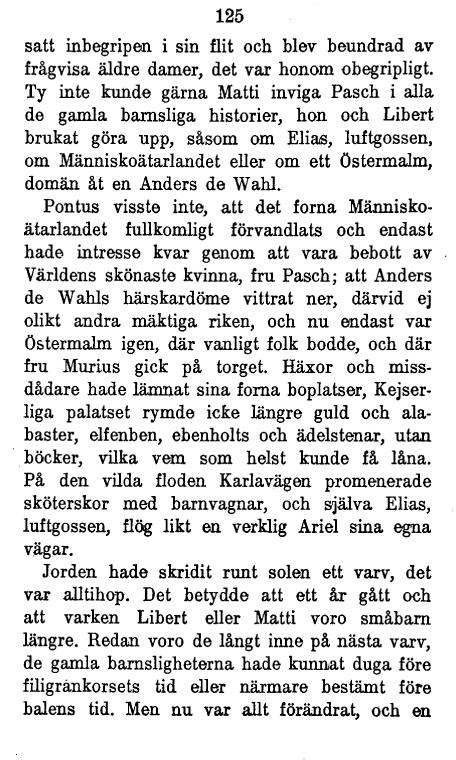 125
satt inbegripen i sin flit och blev beundrad av
frågvisa äldre damer, det var honom obegripligt.
Ty inte kunde gärna Matti inviga Pasch i alla
de gamla barnsliga historier, hon och Libert
brukat göra upp, såsom om Elias, luftgossen,
om Människoätarlandet eller om ett Östermalm,
domän åt en Anders de Wahl.
Pontus visste inte, att det forna Människo-
ätarlandet fullkomligt förvandlats och endast
hade intresse kvar genom att vara bebott av
Världens skönaste kvinna, fru Pasch; att Anders
de Wahls härskardöme vittrat ner, därvid ej
olikt andra mäktiga riken, och nu endast var
Östermalm igen, där vanligt folk bodde, och där
fru Murius gick på torget. Häxor och miss-
dådare hade lämnat sina forna boplatser, Kejser-
liga palatset rymde icke längre guld och ala-
baster, elfenben, ebenholts och ädelstenar, utan
böcker, vilka vem som helst kunde få låna.
På den vilda floden Karlavägen promenerade
sköterskor med barnvagnar, och själva Elias,
luftgossen, flög likt en verklig Ariel sina egna
vägar.
Jorden hade skridit runt solen ett varv, det
var alltihop. Det betydde att ett år gått och
att varken Libert eller Matti voro småbarn
längre. Redan voro de långt inne på nästa varv,
de gamla barnsligheterna hade kunnat duga före
filigrankorsets tid eller närmare bestämt före
balens tid. Men nu var allt förändrat, och en